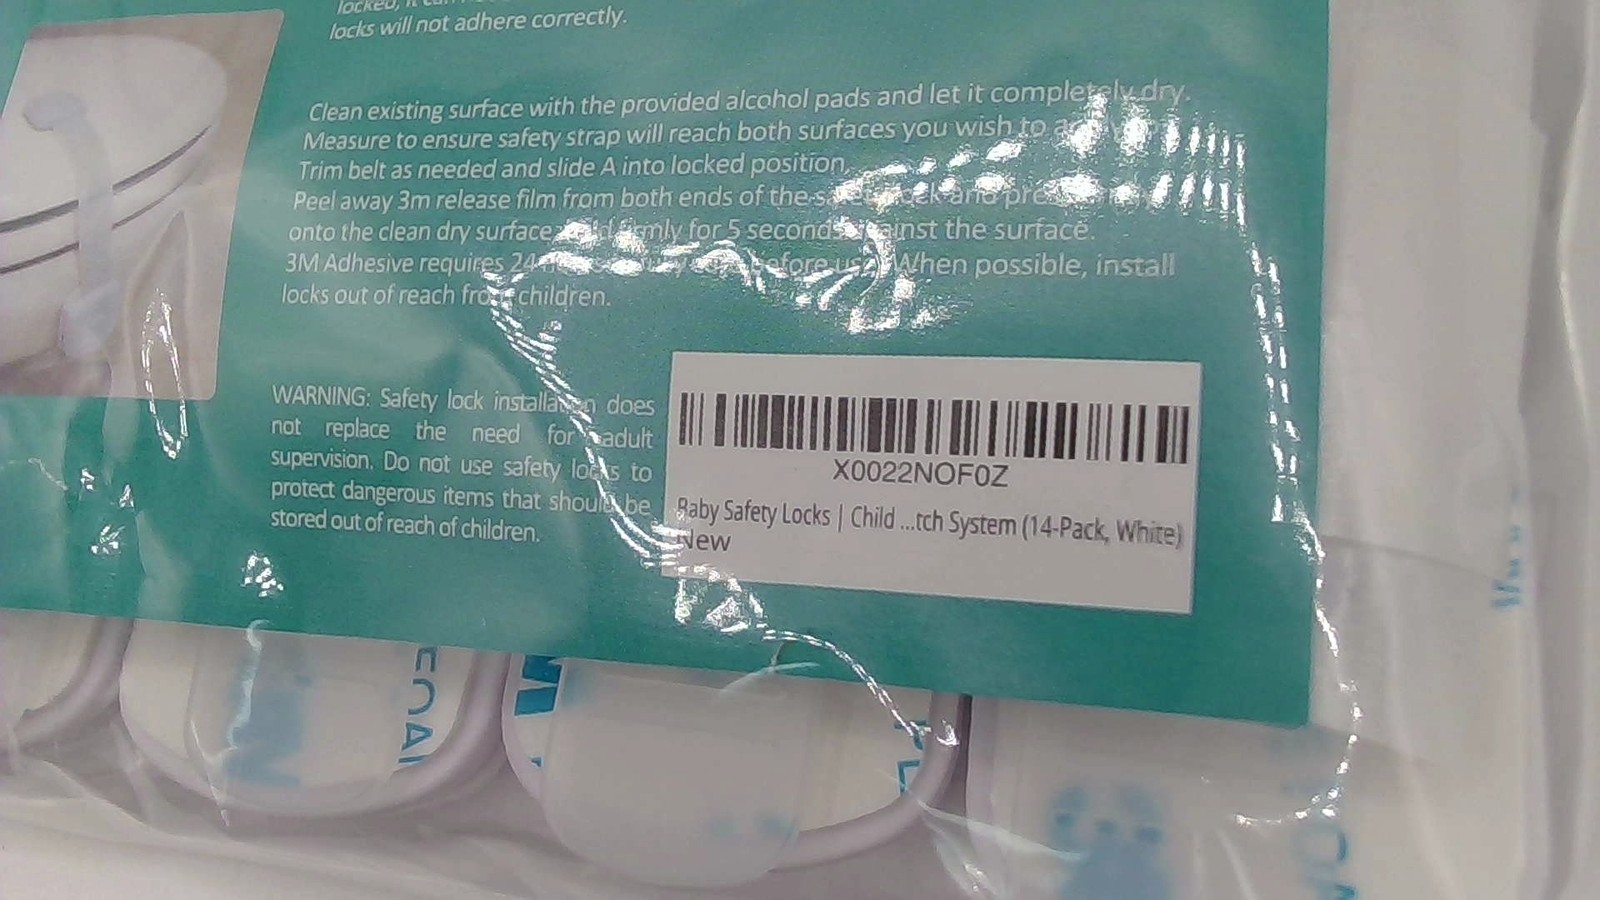 locks will not adhere correctly.
Clean existing surface with the provided alcohol pads and let it completely dry.
Measure to ensure safety strap will reach both surfaces you wish to
Trim belt as needed and slide A into locked position.
Peel away 3m release film from both ends of the and
onto the clean dry surface for 5 seconds against the surface.
3M Adhesive requires before When possible, install
locks out of reach from children.
WARNING: Safety lock installation does
not replace the need for adult
supervision. Do not use safety locks to
protect dangerous items that should be
stored out of reach of children.
X0022NOF0Z
Baby Safety Locks | Child ...tch System (14-Pack, White)
New